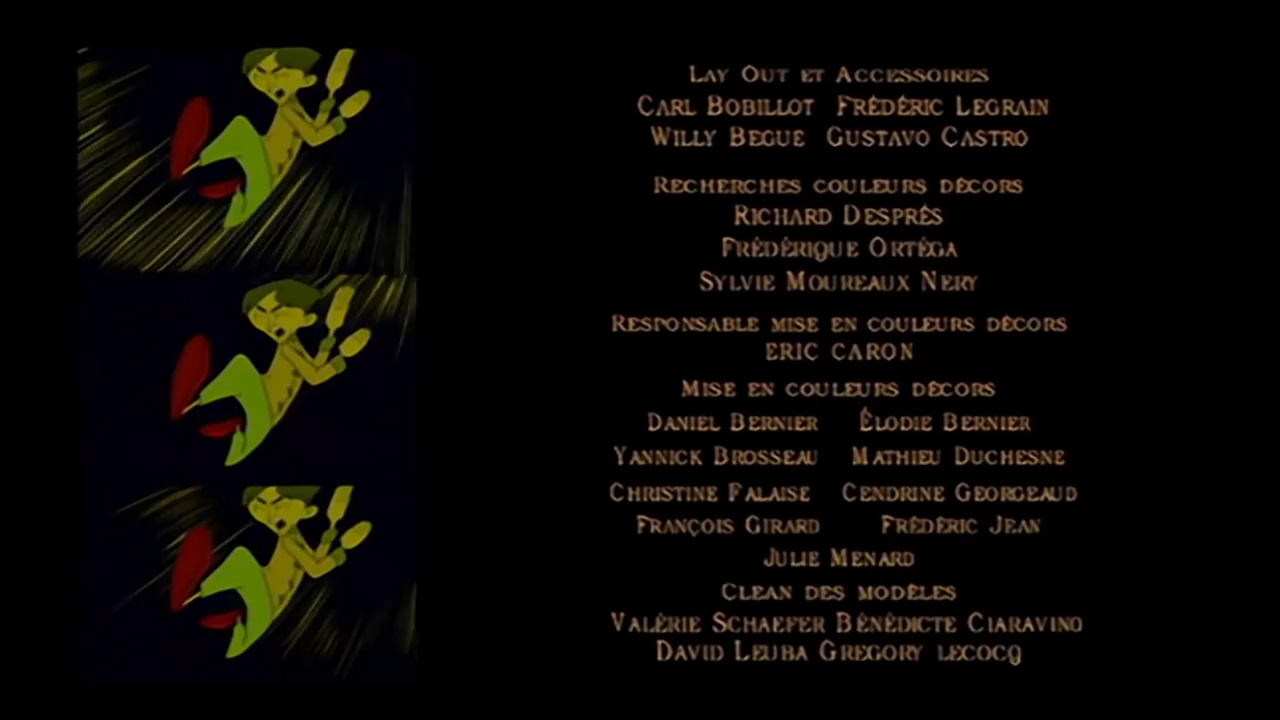 Lay Out et Accessoires
Carl Bobillot Frédéric Legrain
Willy Begue Gustavo Castro
Recherches couleurs décors
Richard Després
Frédérique Ortéga
Sylvie Moureaux Nery
Responsable mise en couleurs décors
Eric Caron
Mise en couleurs décors
Daniel Bernier Élodie Bernier
Yannick Brosseau Mathieu Duchesne
Christine Falaise Cendrine Georgeaud
François Girard Frédéric Jean
Julie Menard
Clean des modèles
Valérie Schaefer Bénédicte Ciaravino
David Leuba Gregory Lecocq